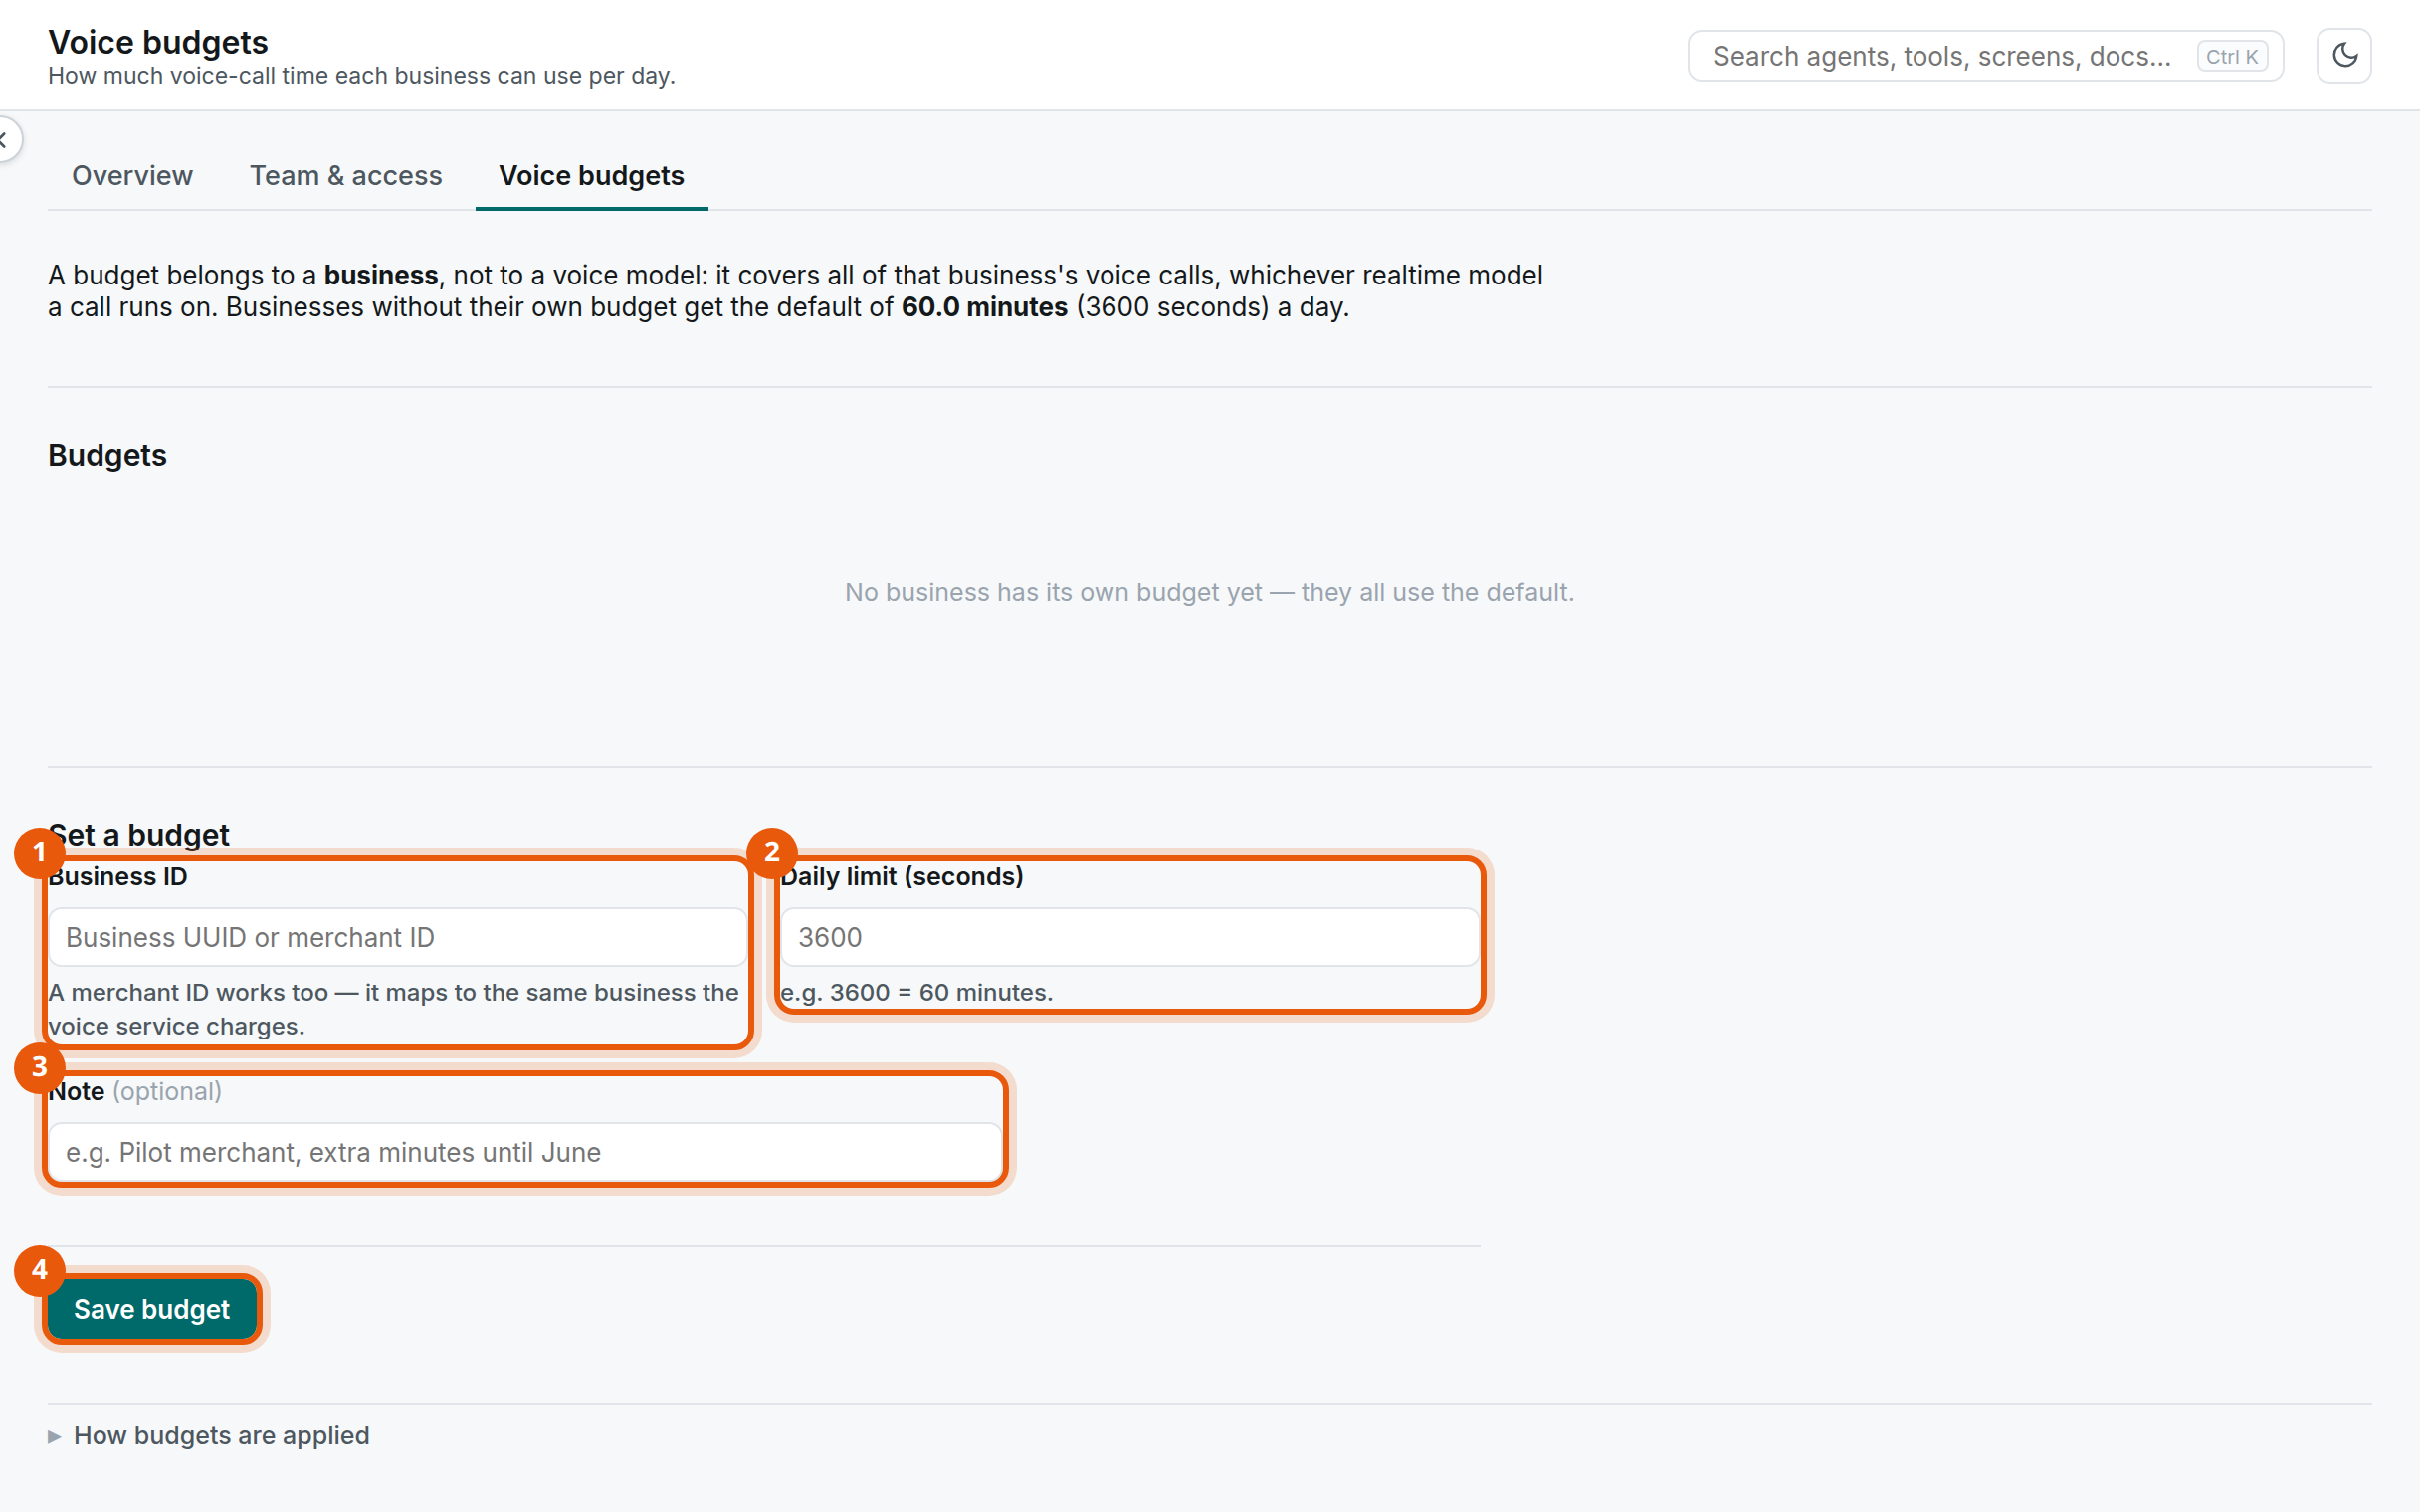 Voice budgets
How much voice-call time each business can use per day.
Search agents, tools, screens, docs... Ctrl K
Overview Team & access Voice budgets
A budget belongs to a business, not to a voice model: it covers all of that business's voice calls, whichever realtime model
a call runs on. Businesses without their own budget get the default of 60.0 minutes (3600 seconds) a day.
Budgets
No business has its own budget yet — they all use the default.
Set a budget
1 2
Business ID Daily limit (seconds)
Business UUID or merchant ID 3600
A merchant ID works too — it maps to the same business the e.g. 3600 = 60 minutes.
voice service charges.
3
Note (optional)
e.g. Pilot merchant, extra minutes until June
4
Save budget
▶ How budgets are applied